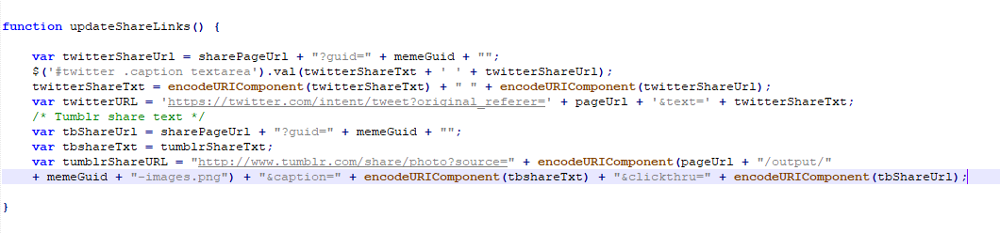 function updateShareLinks() {
var twitterShareUrl = sharePageUrl + "?guid=" + memeGuid + "";
$('#twitter .caption textarea').val(twitterShareTxt + ' ' + twitterShareUrl);
twitterShareTxt = encodeURIComponent(twitterShareTxt) + " " + encodeURIComponent(twitterShareUrl);
var twitterURL = 'https://twitter.com/intent/tweet?original_referer=' + pageUrl + '&text=' + twitterShareTxt;
/* Tumblr share text */
var tbShareUrl = sharePageUrl + "?guid=" + memeGuid + "";
var tbshareTxt = tumblrShareTxt;
var tumblrShareURL = "http://www.tumblr.com/share/photo?source=" + encodeURIComponent(pageUrl + "/output/"
+ memeGuid + "-images.png") + "&caption=" + encodeURIComponent(tbshareTxt) + "&clickthru=" + encodeURIComponent(tbShareUrl);
}